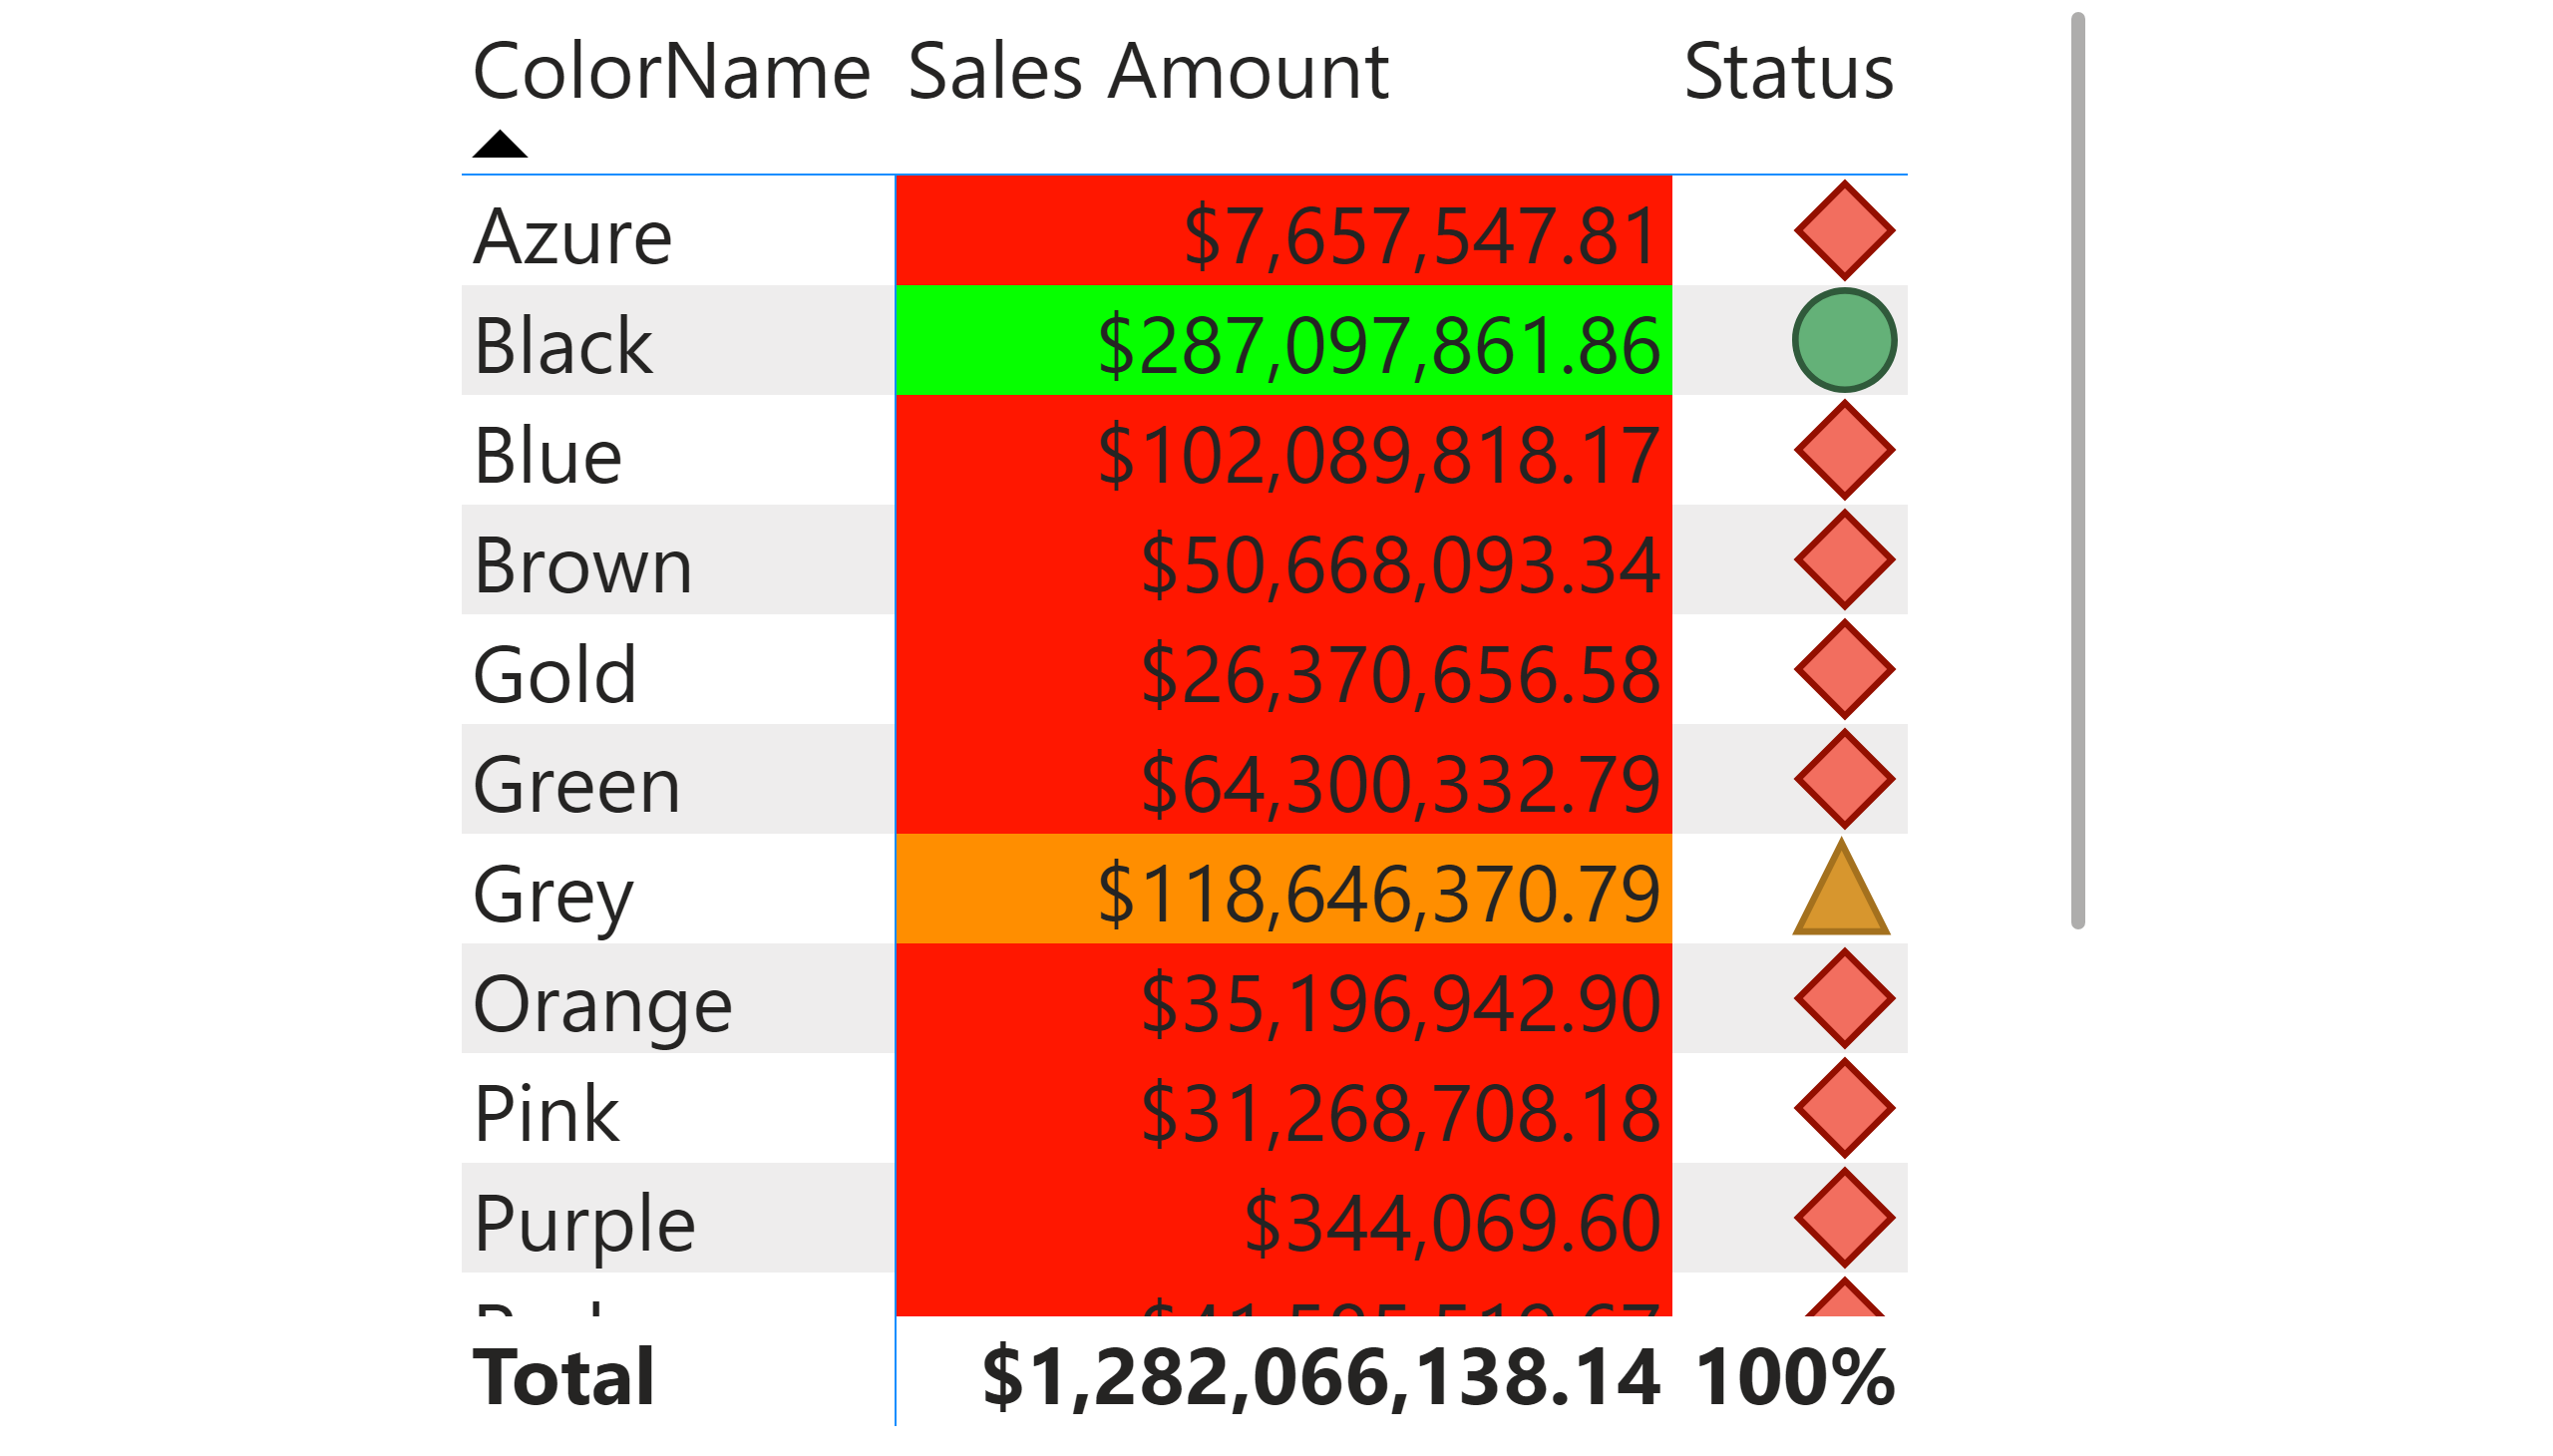 ColorName Sales Amount Status
Azure $7,657,547.81
Black $287,097,861.86
Blue $102,089,818.17
Brown $50,668,093.34
Gold $26,370,656.58
Green $64,300,332.79
Grey $118,646,370.79
Orange $35,196,942.90
Pink $31,268,708.18
Purple $344,069.60
Total $1,282,066,138.14 100%